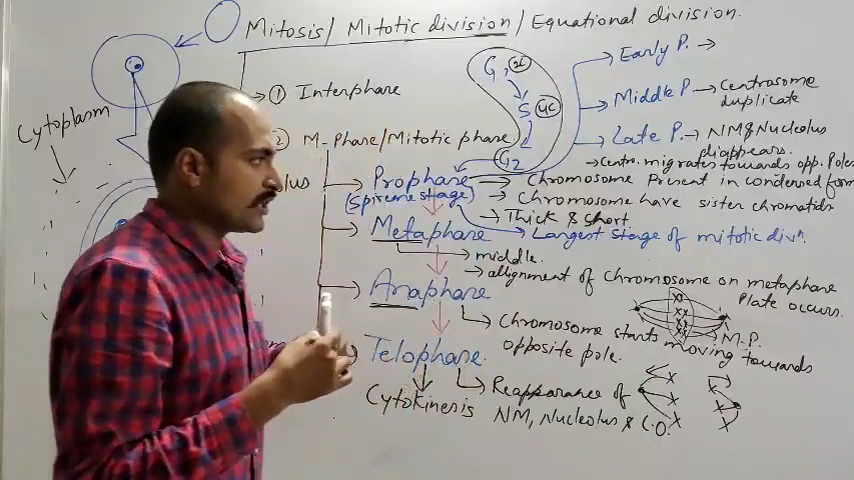 Mitosis/ Mitotic division/ Equational division.
① Interphase
② M-Phase/Mitotic phase
G₁ 2C
S 4C
G₂
Early P. →
Middle P → Centrosome duplicate
Late P. → NM & Nucleolus disappears.
→ Centro. migrates towards opp. Poles
Cytoplasm
Prophase
(Spireme stage)
→ Chromosome Present in condensed form
→ Chromosome have sister chromatids
→ Thick & short
→ Largest stage of mitotic divⁿ.
Metaphase
→ middle.
→ allignment of Chromosome on metaphase
Plate occurs.
M.P.
Anaphase
Chromosome starts moving towards
opposite pole.
Telophase
Reappearance of
NM, Nucleolus & C.O.
Cytokinesis